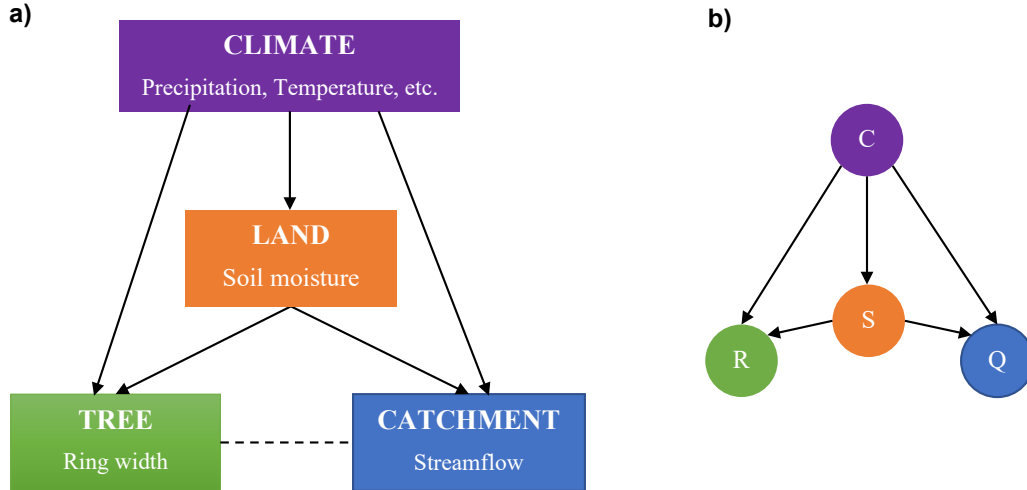 a)
CLIMATE
Precipitation, Temperature, etc.
LAND
Soil moisture
TREE
Ring width
CATCHMENT
Streamflow
b)
C
S
R
Q